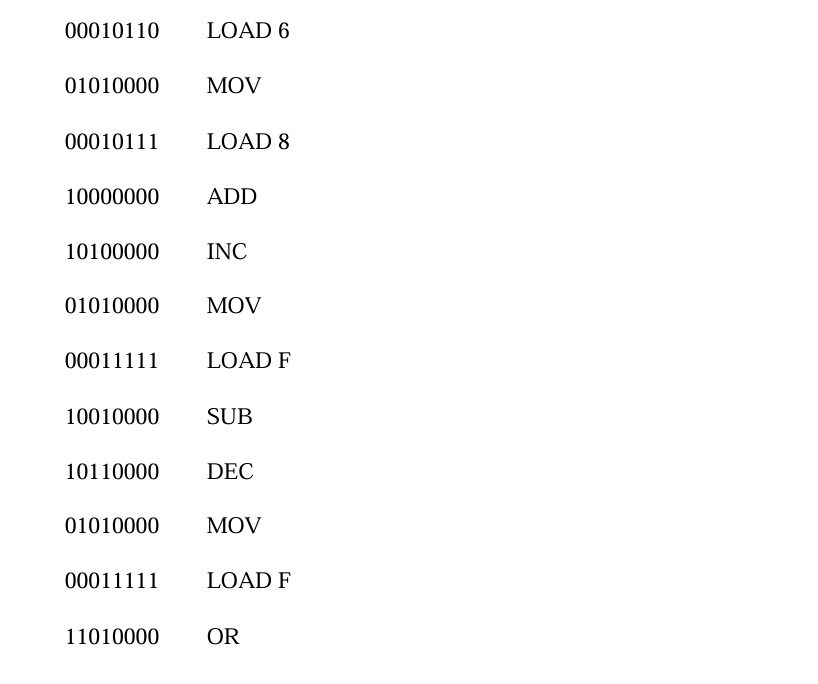 00010110 LOAD 6
01010000 MOV
00010111 LOAD 8
10000000 ADD
10100000 INC
01010000 MOV
00011111 LOAD F
10010000 SUB
10110000 DEC
01010000 MOV
00011111 LOAD F
11010000 OR